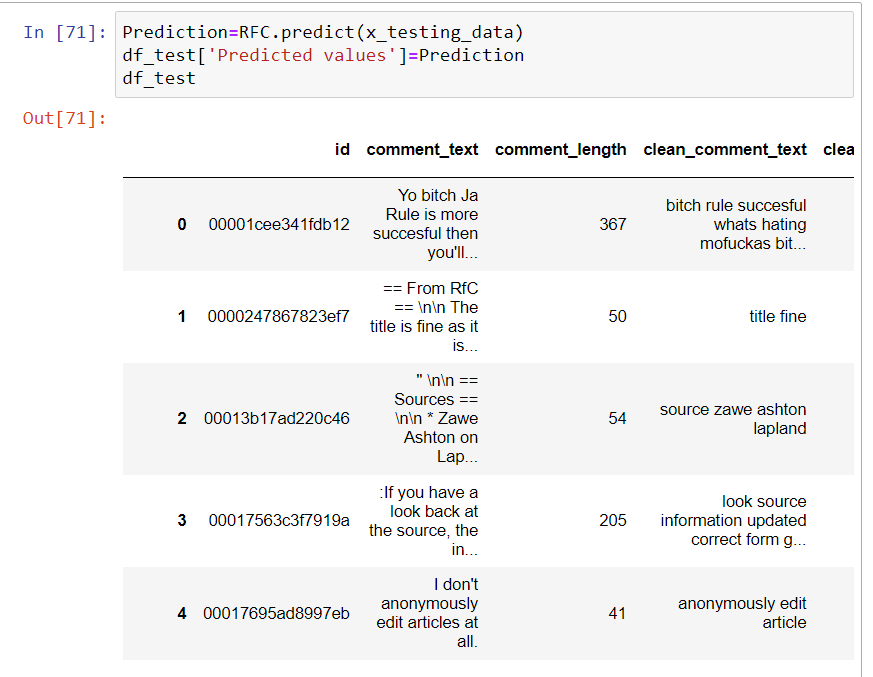 In [71]:
Prediction=RFC.predict(x_testing_data)
df_test['Predicted values']=Prediction
df_test
Out[71]:
id comment_text comment_length clean_comment_text clea
0 00001cee341fdb12 Yo bitch Ja
Rule is more
succesful then
you'll... 367 bitch rule succesful
whats hating
mofuckas bit...
1 0000247867823ef7 == From RfC
== \n\n The
title is fine as it
is... 50 title fine
2 00013b17ad220c46 " \n\n ==
Sources ==
\n\n * Zawe
Ashton on
Lap... 54 source zawe ashton
lapland
3 00017563c3f7919a :If you have a
look back at
the source, the
in... 205 look source
information updated
correct form g...
4 00017695ad8997eb I don't
anonymously
edit articles at
all. 41 anonymously edit
article